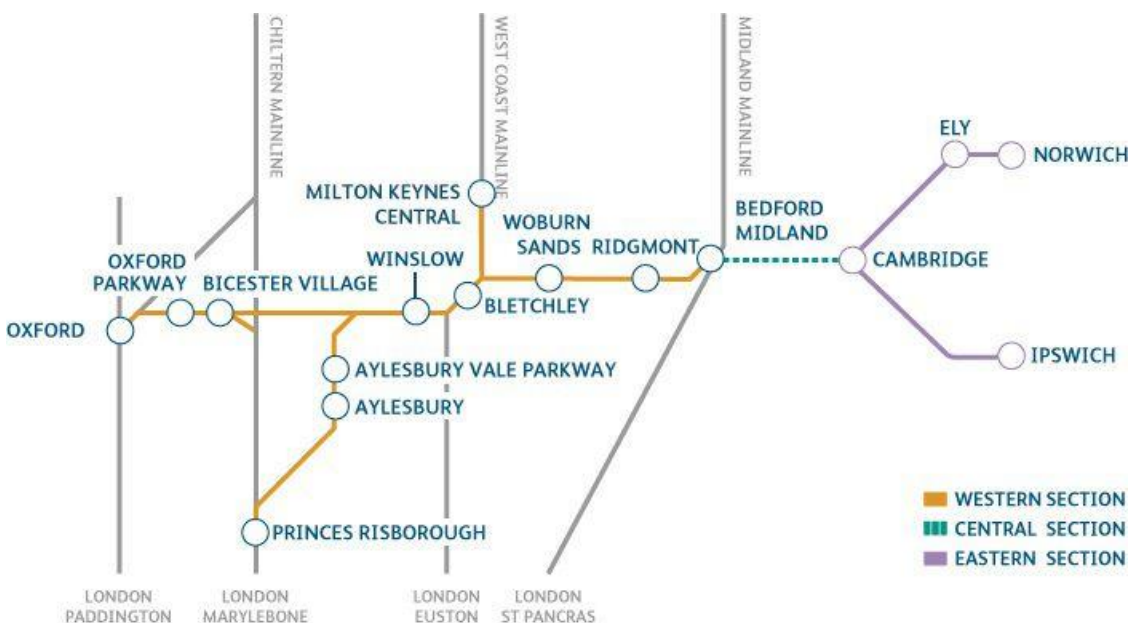 CHILTERN MAINLINE
WEST COAST MAINLINE
MIDLAND MAINLINE
ELY
NORWICH
MILTON KEYNES
CENTRAL
WOBURN
SANDS
RIDGMONT
BEDFORD
MIDLAND
OXFORD
PARKWAY
BICESTER VILLAGE
WINSLOW
CAMBRIDGE
BLETCHLEY
OXFORD
IPSWICH
AYLESBURY VALE PARKWAY
AYLESBURY
PRINCES RISBOROUGH
WESTERN SECTION
CENTRAL SECTION
EASTERN SECTION
LONDON
PADDINGTON
LONDON
MARYLEBONE
LONDON
EUSTON
LONDON
ST PANCRAS